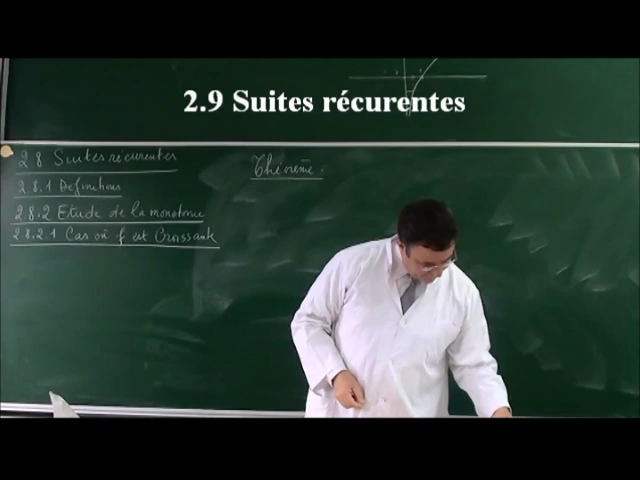 2.9 Suites récurentes
2 8 Suites récurentes
2.8.1 Definitions
2.8.2 Etude de la monotonie
2.8.2.1 Cas où f est Croissante
Théorème :